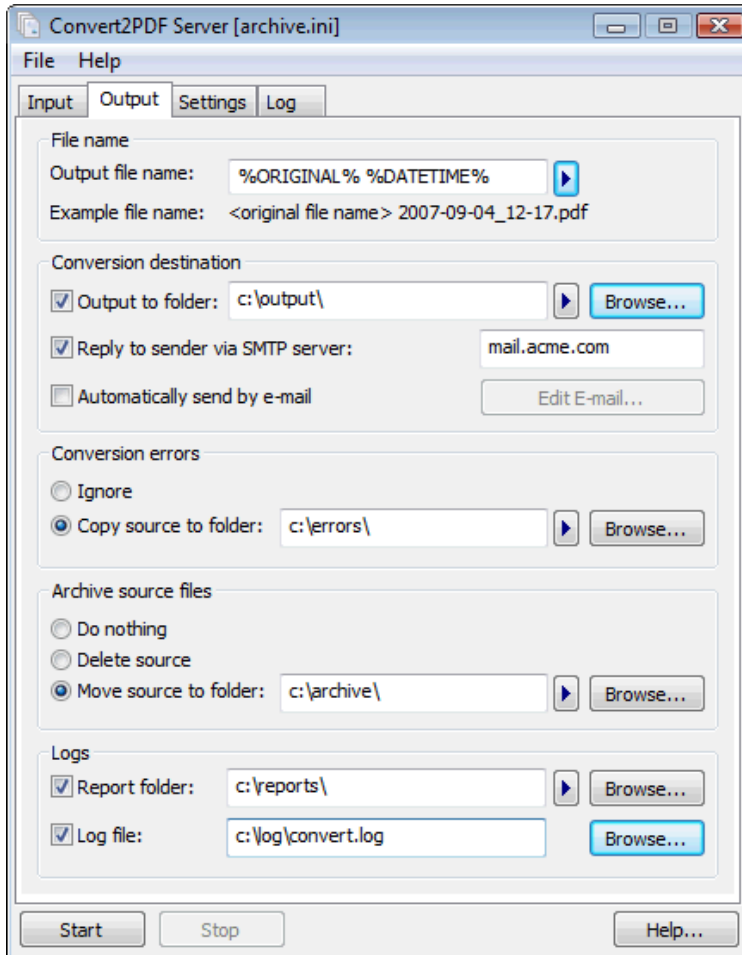 Convert2PDF Server [archive.ini]
File Help
Input Output Settings Log
File name
Output file name: %ORIGINAL% %DATETIME%
Example file name: <original file name> 2007-09-04_12-17.pdf
Conversion destination
Output to folder: c:\output\ Browse...
Reply to sender via SMTP server: mail.acme.com
Automatically send by e-mail Edit E-mail...
Conversion errors
Ignore
Copy source to folder: c:\errors\ Browse...
Archive source files
Do nothing
Delete source
Move source to folder: c:\archive\ Browse...
Logs
Report folder: c:\reports\ Browse...
Log file: c:\log\convert.log Browse...
Start Stop Help...